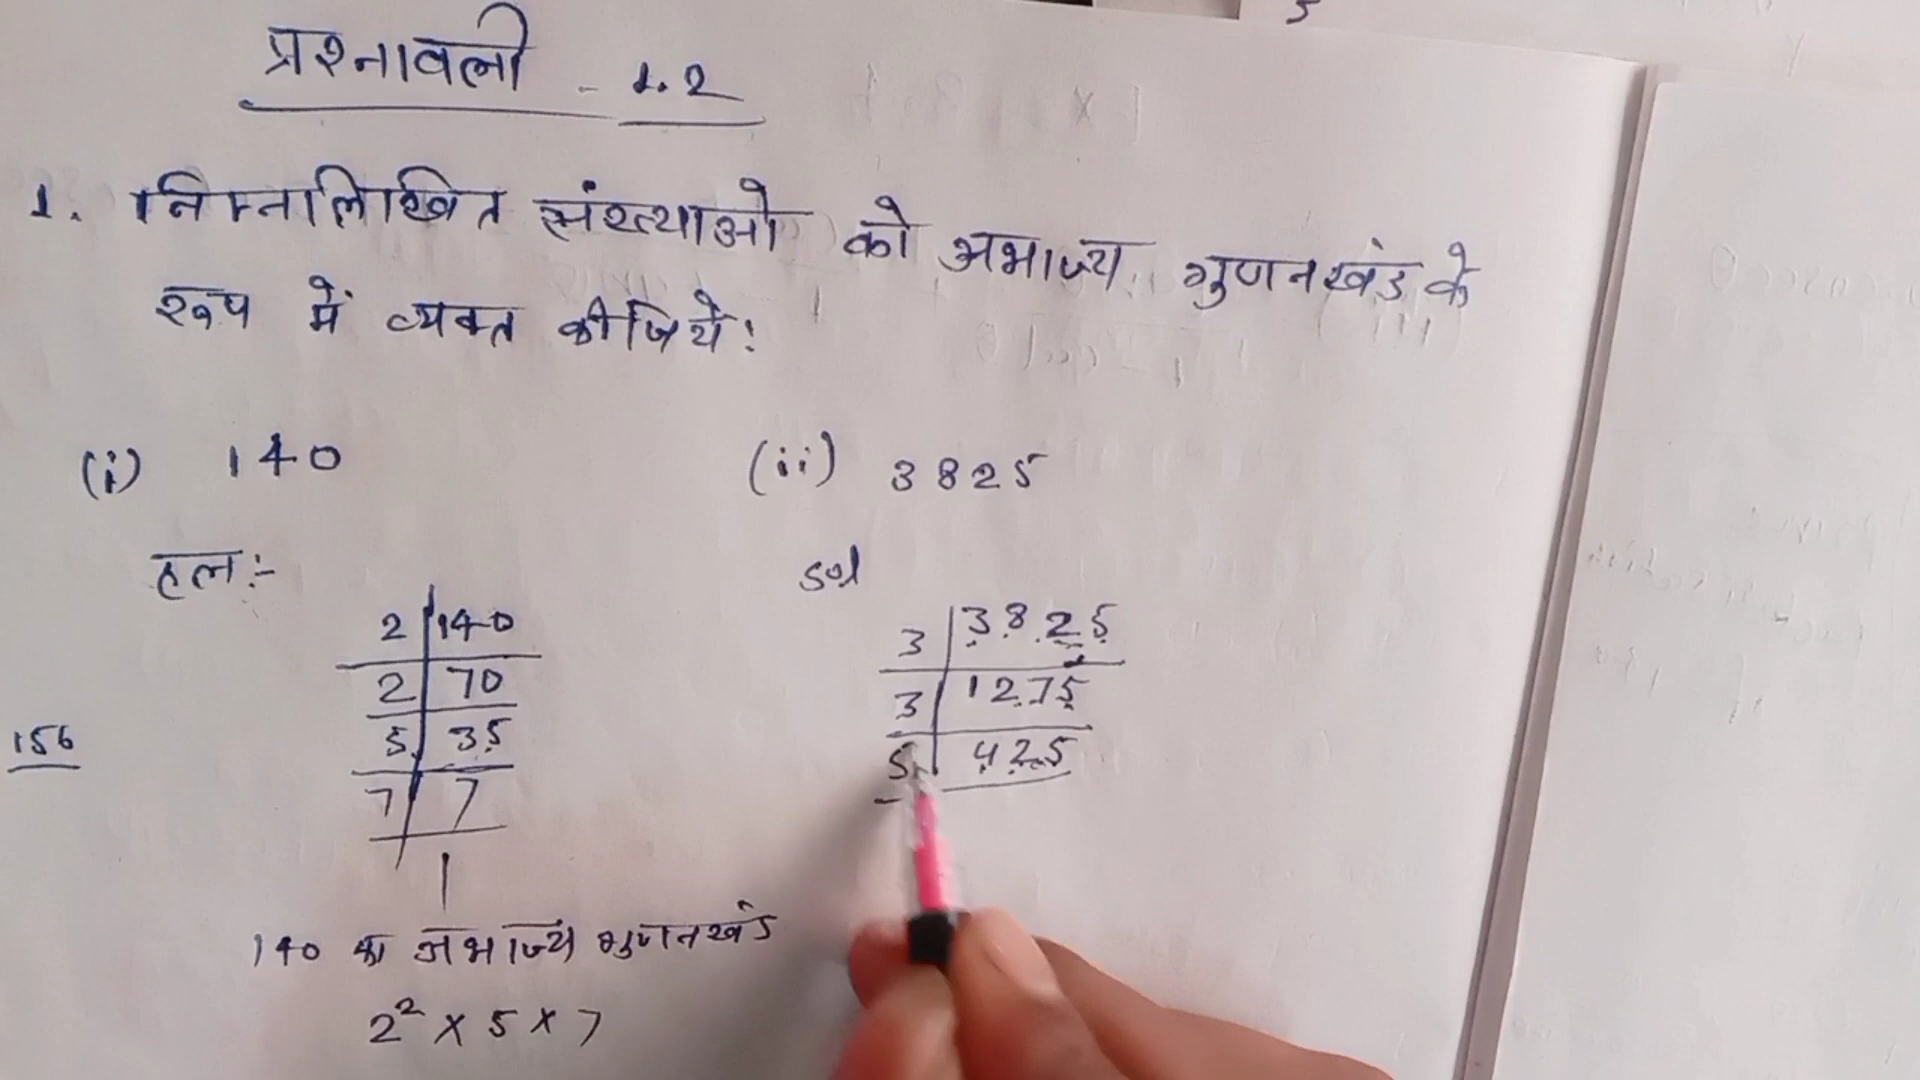 प्रश्नावली - 1.2
1. निम्नलिखित संख्याओ को अभाज्य गुणनखंड के
रूप में व्यक्त कीजिये:
(i) 140
हल:-
2 | 140
2 | 70
5 | 35
7 | 7
1
156
140 का अभाज्य गुणनखंड
2² x 5 x 7
(ii) 3825
Sol
3 | 3825
3 | 1275
5 | 425